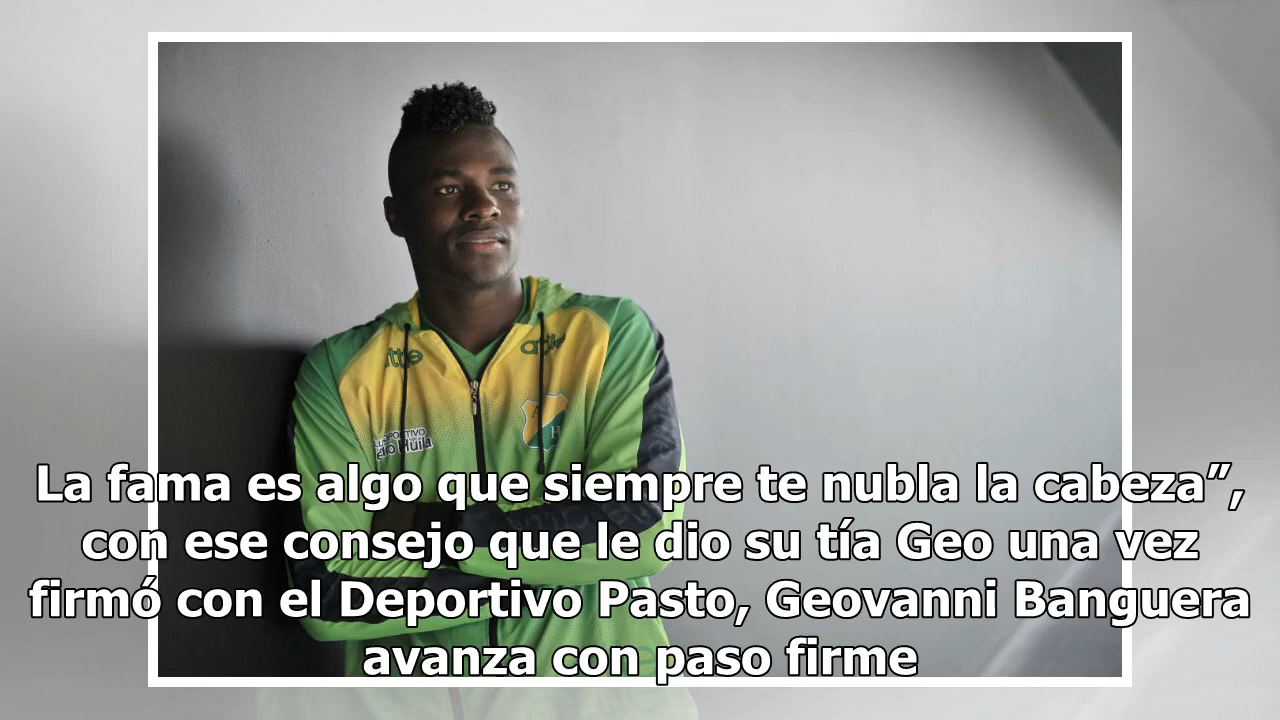 atle
La fama es algo que siempre te nubla la cabeza”,
con ese consejo que le dio su tía Geo una vez
firmó con el Deportivo Pasto, Geovanni Banguera
avanza con paso firme